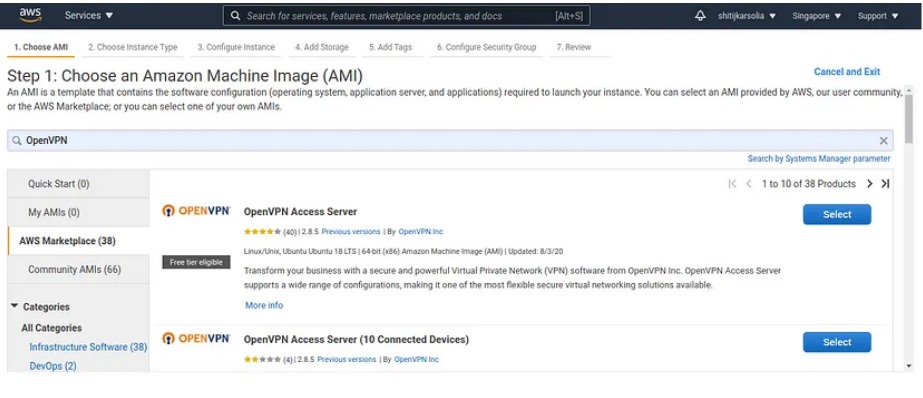 aws
Services ▼
Search for services, features, marketplace products, and docs [Alt+S]
shitijkarsolia ▼ Singapore ▼ Support ▼
1. Choose AMI 2. Choose Instance Type 3. Configure Instance 4. Add Storage 5. Add Tags 6. Configure Security Group 7. Review
Step 1: Choose an Amazon Machine Image (AMI)
Cancel and Exit
An AMI is a template that contains the software configuration (operating system, application server, and applications) required to launch your instance. You can select an AMI provided by AWS, our user community,
or the AWS Marketplace; or you can select one of your own AMIs.
OpenVPN
Search by Systems Manager parameter
Quick Start (0)
My AMIs (0)
AWS Marketplace (38)
Community AMIs (66)
Categories
All Categories
Infrastructure Software (38)
DevOps (2)
1 to 10 of 38 Products
OPENVPN
Free tier eligible
OpenVPN Access Server
(40) | 2.8.5 Previous versions | By OpenVPN Inc
Linux/Unix, Ubuntu Ubuntu 18 LTS | 64-bit (x86) Amazon Machine Image (AMI) | Updated: 8/3/20
Transform your business with a secure and powerful Virtual Private Network (VPN) software from OpenVPN Inc. OpenVPN Access Server
supports a wide range of configurations, making it one of the most flexible secure virtual networking solutions available.
More info
Select
OPENVPN
OpenVPN Access Server (10 Connected Devices)
(4) | 2.8.5 Previous versions | By OpenVPN Inc
Select